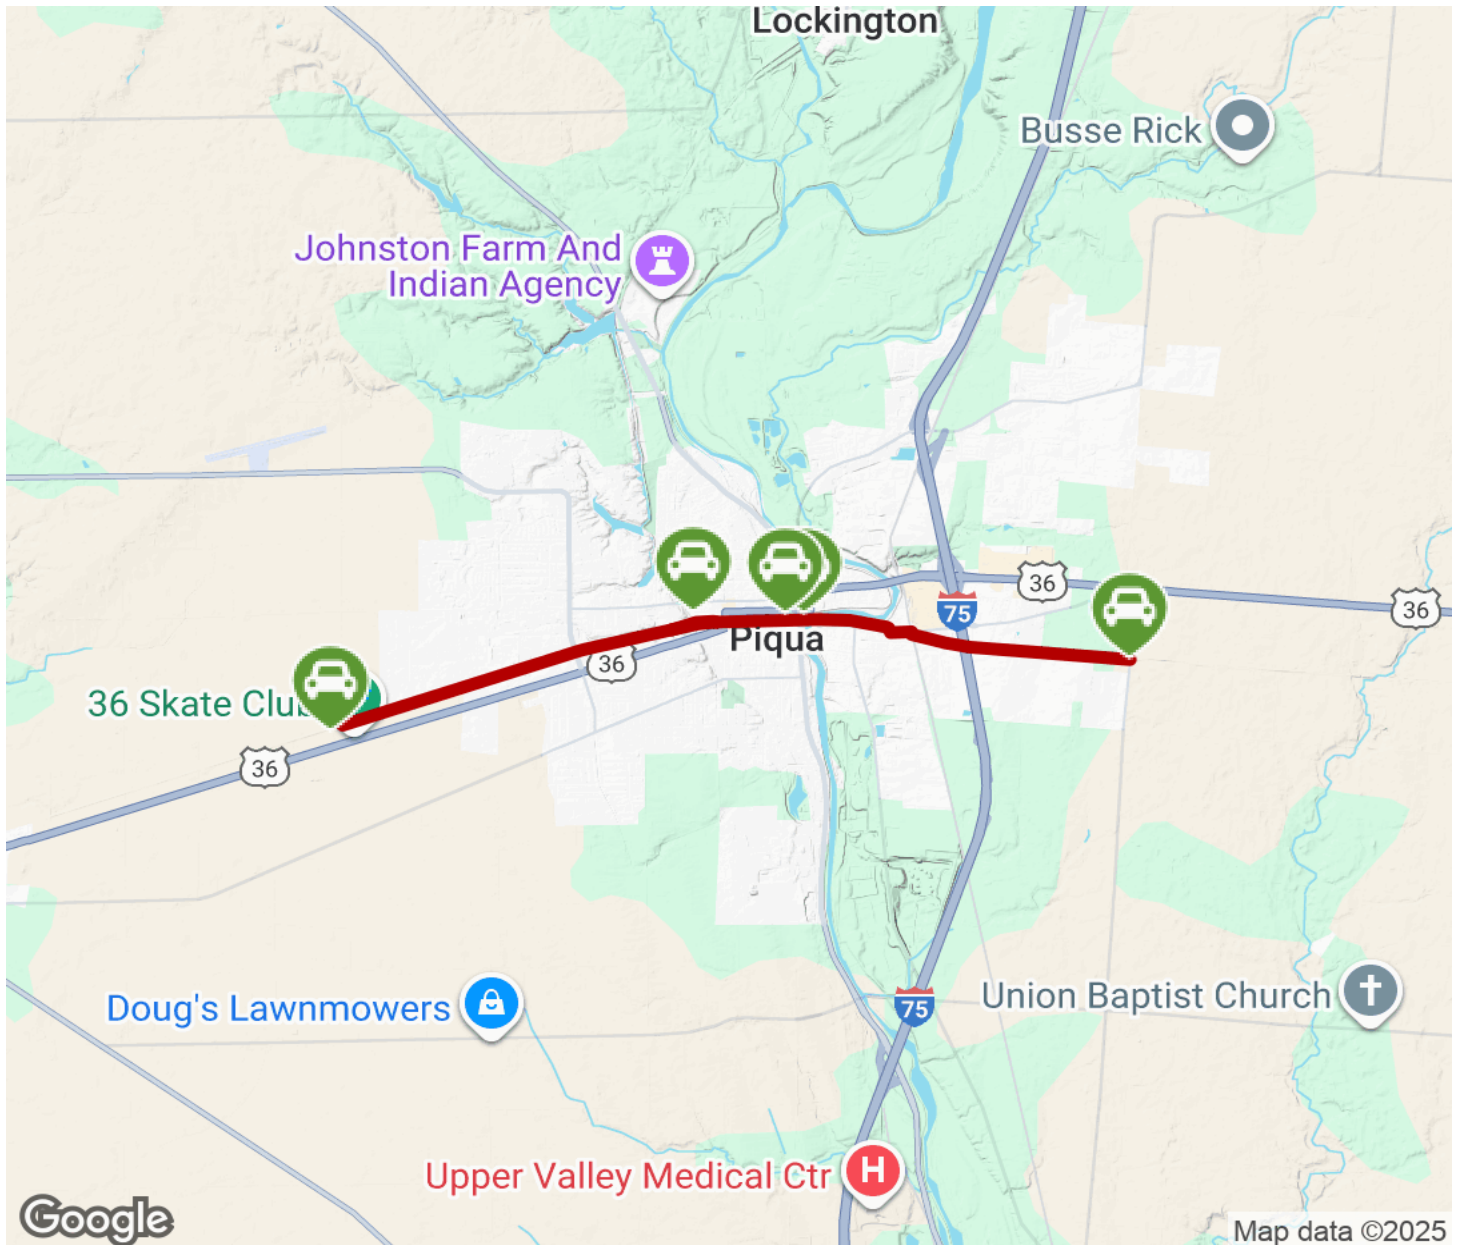 Lockington
Busse Rick
Johnston Farm And
Indian Agency
36
36
75
Piqua
36
36 Skate Club
36
Doug's Lawnmowers
Union Baptist Church
75
Upper Valley Medical Ctr
H
Google
Map data ©2025